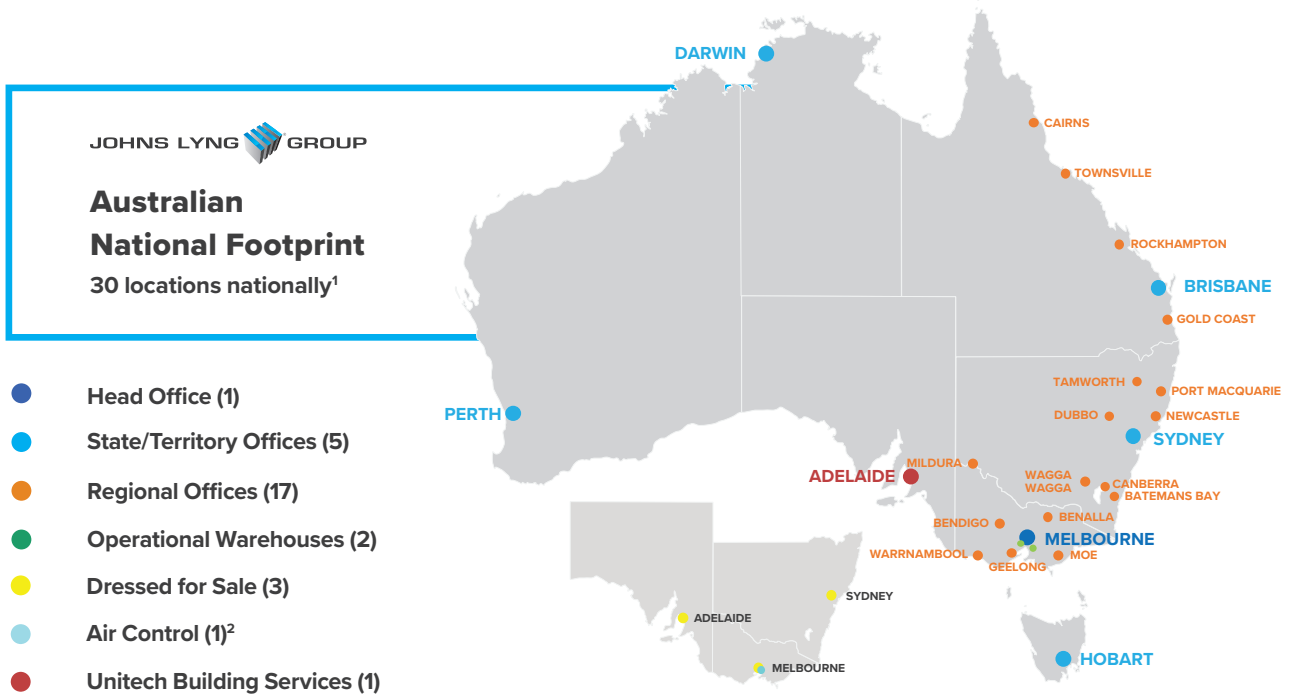 JOHNS LYNG GROUP
Australian
National Footprint
30 locations nationally¹
Head Office (1)
State/Territory Offices (5)
Regional Offices (17)
Operational Warehouses (2)
Dressed for Sale (3)
Air Control (1)²
Unitech Building Services (1)
DARWIN
CAIRNS
TOWNSVILLE
ROCKHAMPTON
BRISBANE
GOLD COAST
TAMWORTH
PORT MACQUARIE
DUBBO
NEWCASTLE
SYDNEY
PERTH
MILDURA
ADELAIDE
WAGGA
WAGGA
CANBERRA
BATEMANS BAY
BENDIGO
BENALLA
MELBOURNE
WARRNAMBOOL
GEELONG
MOE
HOBART
SYDNEY
ADELAIDE
MELBOURNE